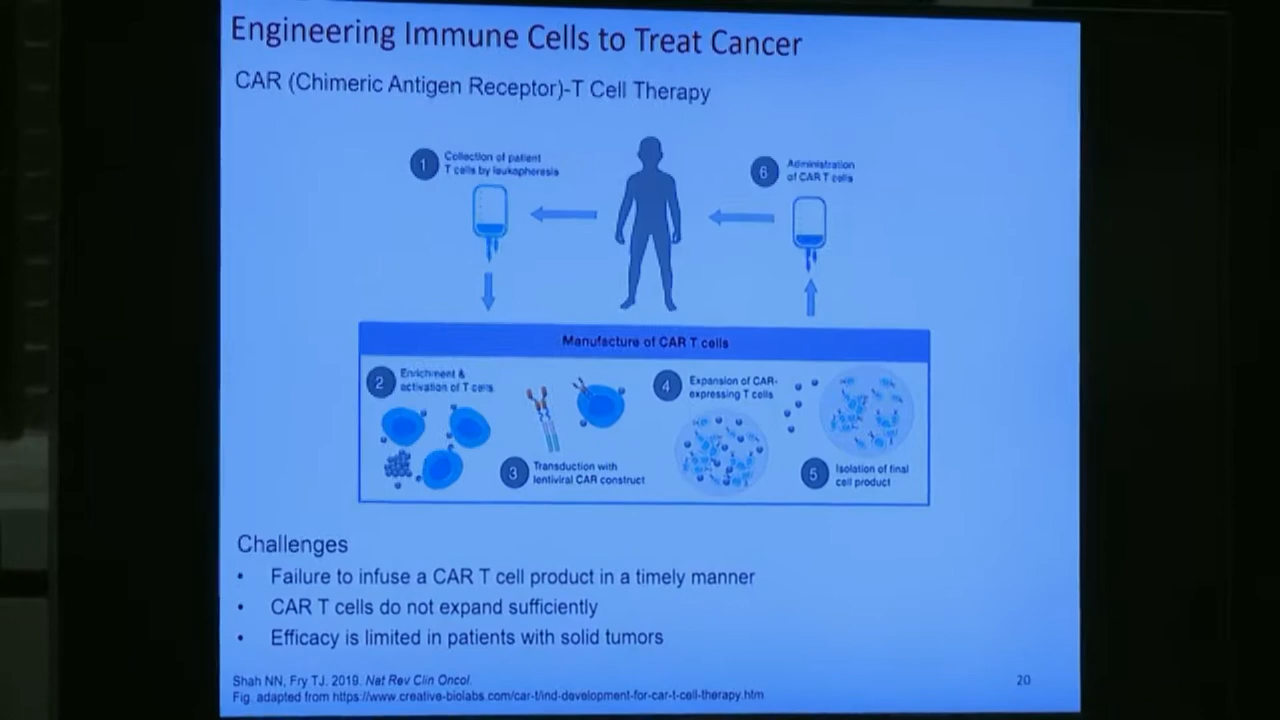 Engineering Immune Cells to Treat Cancer
CAR (Chimeric Antigen Receptor)-T Cell Therapy
1
Collection of patient
T cells by leukopheresis
6
Administration
of CAR T cells
Manufacture of CAR T cells
2
Enrichment &
activation of T cells
3
Transduction with
lentiviral CAR construct
4
Expansion of CAR-
expressing T cells
5
Isolation of final
cell product
Challenges
• Failure to infuse a CAR T cell product in a timely manner
• CAR T cells do not expand sufficiently
• Efficacy is limited in patients with solid tumors
Shah NN, Fry TJ. 2019. Nat Rev Clin Oncol.
Fig. adapted from https://www.creative-biolabs.com/car-t/ind-development-for-car-t-cell-therapy.htm
20